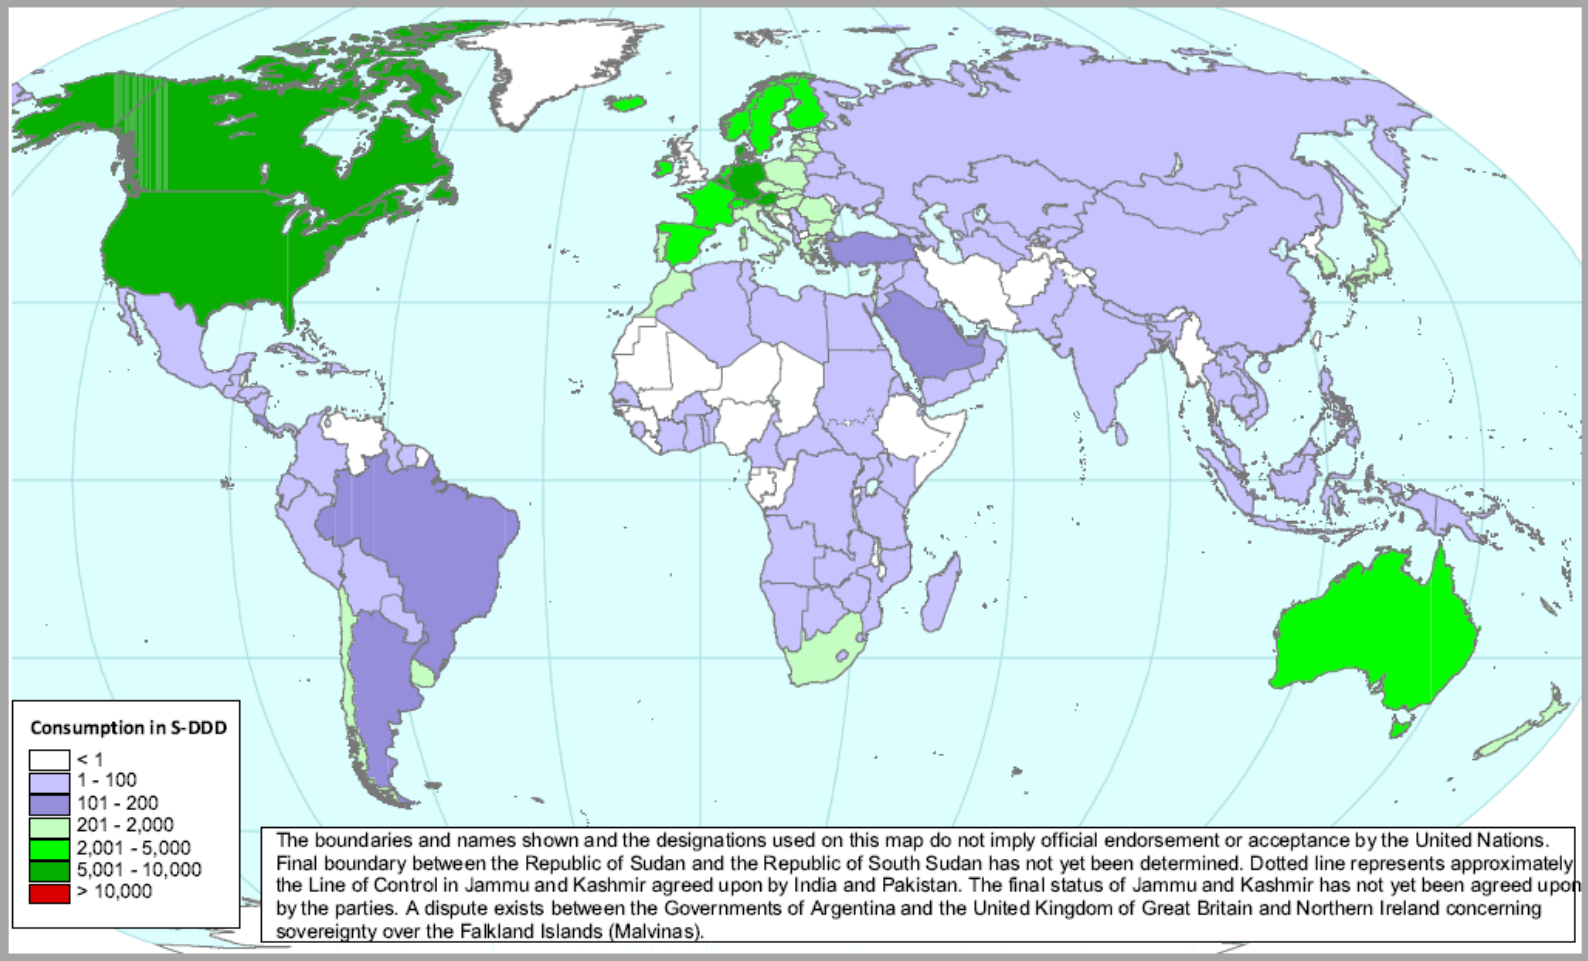 Consumption in S-DDD
< 1
1 - 100
101 - 200
201 - 2,000
2,001 - 5,000
5,001 - 10,000
> 10,000
The boundaries and names shown and the designations used on this map do not imply official endorsement or acceptance by the United Nations.
Final boundary between the Republic of Sudan and the Republic of South Sudan has not yet been determined. Dotted line represents approximately
the Line of Control in Jammu and Kashmir agreed upon by India and Pakistan. The final status of Jammu and Kashmir has not yet been agreed upon
by the parties. A dispute exists between the Governments of Argentina and the United Kingdom of Great Britain and Northern Ireland concerning
sovereignty over the Falkland Islands (Malvinas).